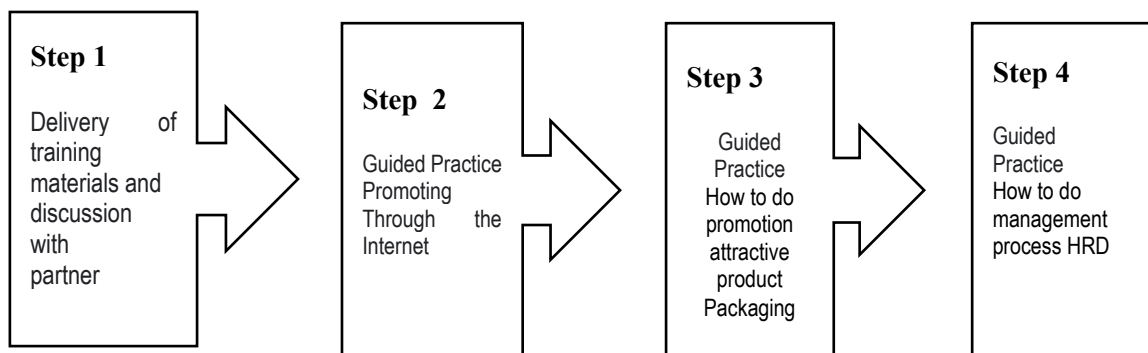 Step 1
Delivery of
training
materials and
discussion
with
partner
Step 2
Guided Practice
Promoting
Through the
Internet
Step 3
Guided
Practice
How to do
promotion
attractive
product
Packaging
Step 4
Guided
Practice
How to do
management
process HRD